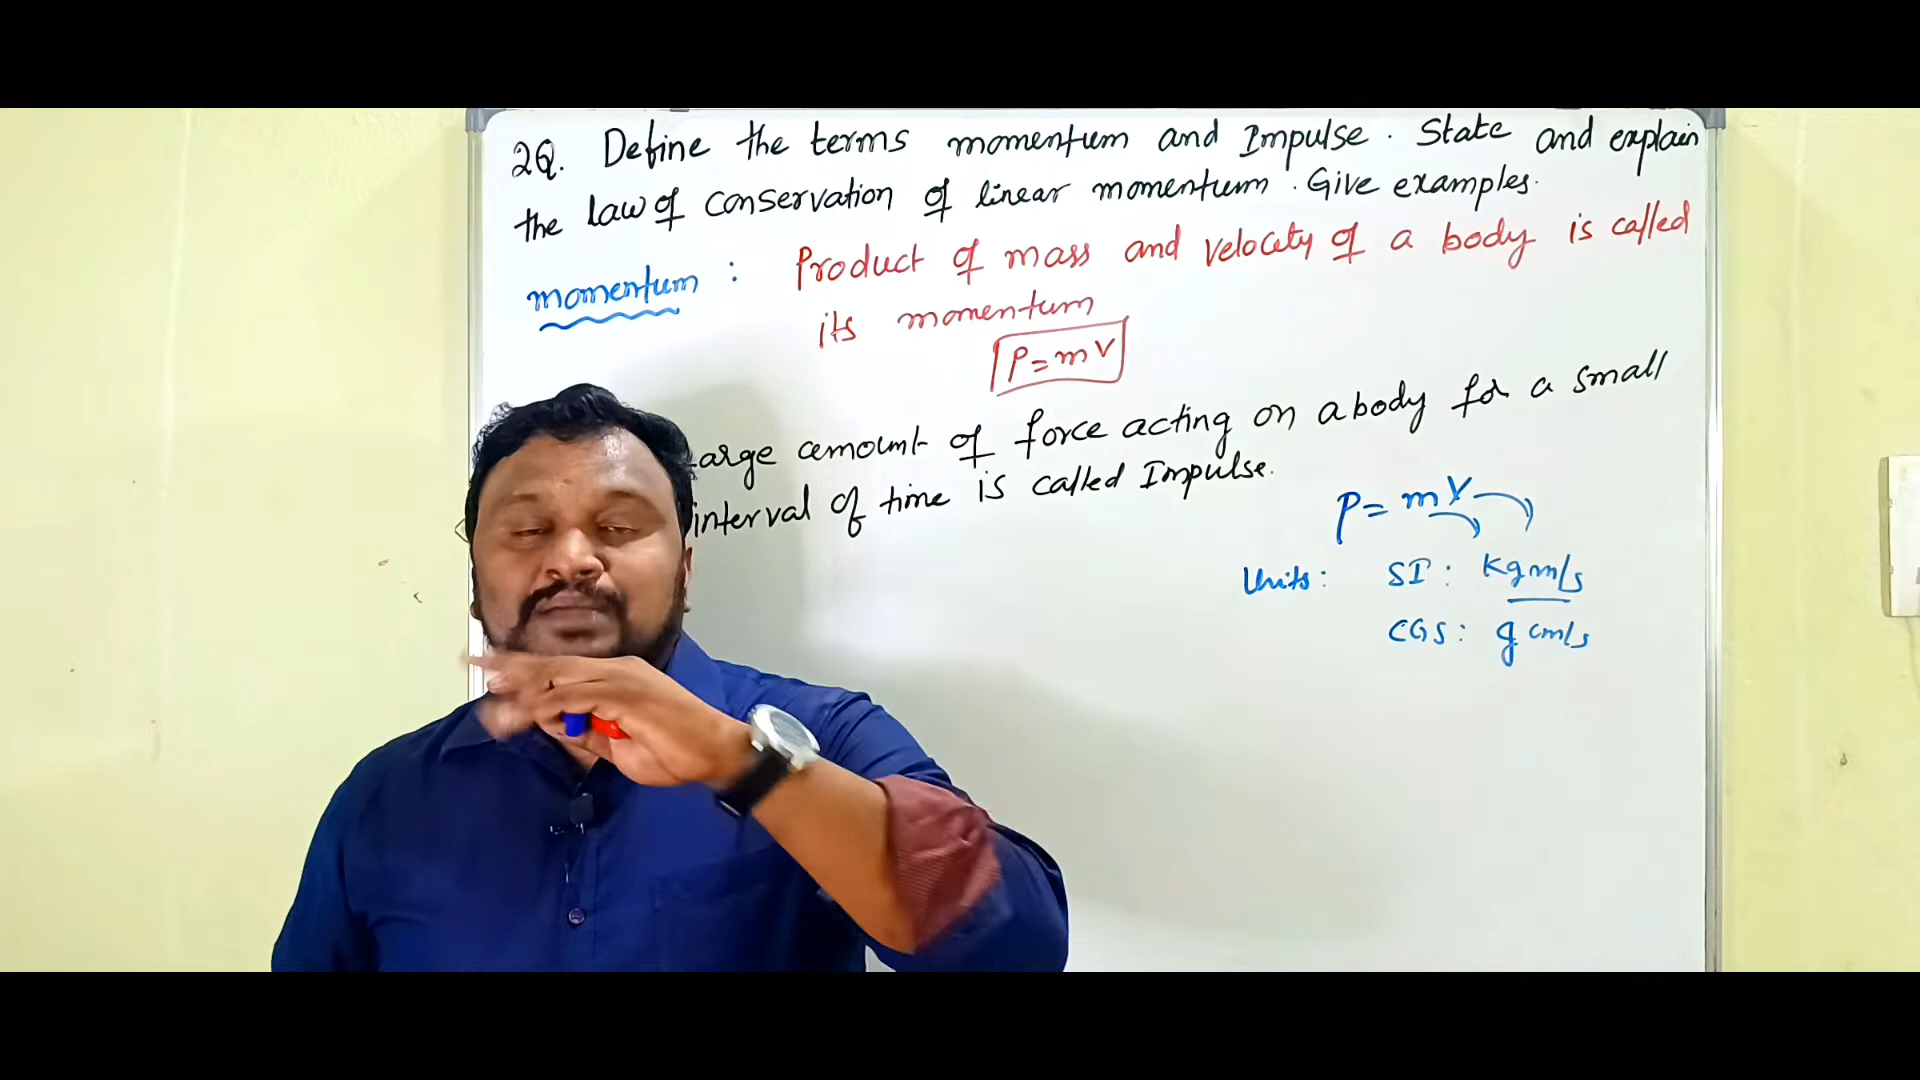 2Q. Define the terms momentum and Impulse. State and explain
the law of conservation of linear momentum. Give examples.
momentum : Product of mass and velocity of a body is called
its momentum
P = mV
arge amount of force acting on a body for a small
interval of time is called Impulse.
P = mV
Units: SI: Kg m/s
CGS: g cm/s